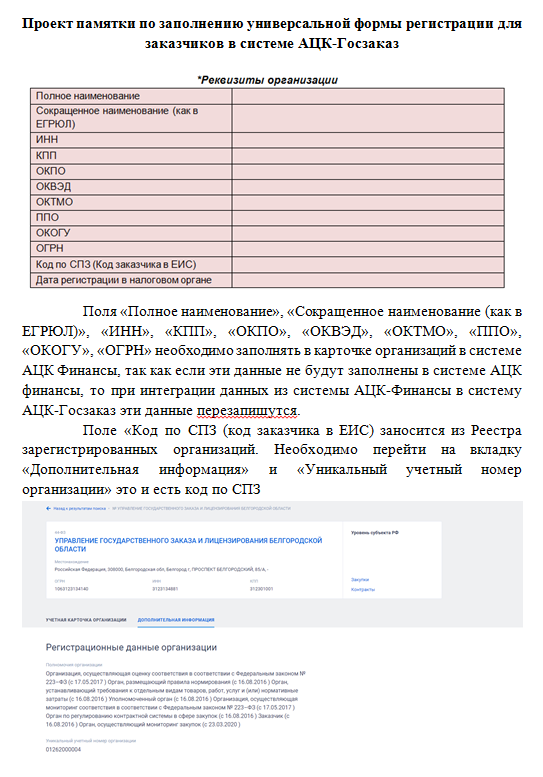 Проект памятки по заполнению универсальной формы регистрации для
заказчиков в системе АЦК-Госзаказ
*Реквизиты организации
Полное наименование
Сокращенное наименование (как в
ЕГРЮЛ)
ИНН
КПП
ОКПО
ОКВЭД
ОКТМО
ППО
ОКОГУ
ОГРН
Код по СПЗ (Код заказчика в ЕИС)
Дата регистрации в налоговом органе
Поля «Полное наименование», «Сокращенное наименование (как в
ЕГРЮЛ)», «ИНН», «КПП», «ОКПО», «ОКВЭД», «ОКТМО», «ППО»,
«ОКОГУ», «ОГРН» необходимо заполнять в карточке организаций в системе
АЦК Финансы, так как если эти данные не будут заполнены в системе АЦК
финансы, то при интеграции данных из системы АЦК-Финансы в систему
АЦК-Госзаказ эти данные перезапишутся.
Поле «Код по СПЗ (код заказчика в ЕИС) заносится из Реестра
зарегистрированных организаций. Необходимо перейти на вкладку
«Дополнительная информация» и «Уникальный учетный номер
организации» это и есть код по СПЗ
Назад к результатам поиска УПРАВЛЕНИЕ ГОСУДАРСТВЕННОГО ЗАКАЗА И ЛИЦЕНЗИРОВАНИЯ БЕЛГОРОДСКОЙ ОБЛАСТИ
44-ФЗ
УПРАВЛЕНИЕ ГОСУДАРСТВЕННОГО ЗАКАЗА И ЛИЦЕНЗИРОВАНИЯ БЕЛГОРОДСКОЙ
ОБЛАСТИ
Уровень субъекта РФ
Местонахождение
Российская Федерация, 308000, Белгородская обл, Белгород г, ПРОСПЕКТ БЕЛГОРОДСКИЙ, 85/А, -
ОГРН ИНН КПП
1063123134140 3123134881 312301001
Закупки
Контракты
УЧЕТНАЯ КАРТОЧКА ОРГАНИЗАЦИИ ДОПОЛНИТЕЛЬНАЯ ИНФОРМАЦИЯ
Регистрационные данные организации
Полномочия организации
Организация, осуществляющая оценку соответствия в соответствии с Федеральным законом №
223–ФЗ (с 17.05.2017 ) Орган, размещающий правила нормирования (с 16.08.2016 ) Орган,
устанавливающий требования к отдельным видам товаров, работ, услуг и (или) нормативные
затраты (с 16.08.2016 ) Уполномоченный орган (с 16.08.2016 ) Организация, осуществляющая
мониторинг соответствия в соответствии с Федеральным законом № 223–ФЗ (с 17.05.2017 )
Орган по регулированию контрактной системы в сфере закупок (с 16.08.2016 ) Заказчик (с
16.08.2016 ) Орган, осуществляющий мониторинг закупок (с 23.03.2020 )
Уникальный учетный номер организации
01262000004